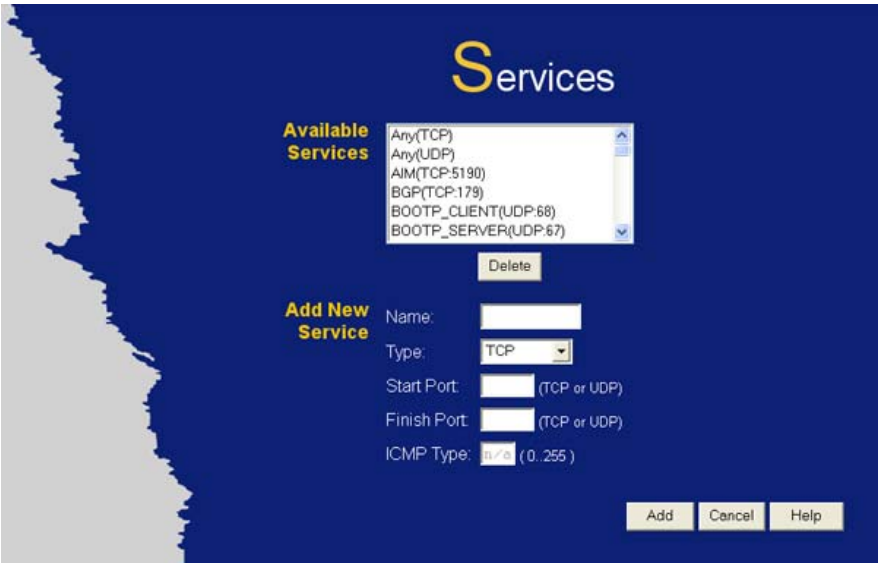 Services
Available
Services
Any(TCP)
Any(UDP)
AIM(TCP:5190)
BGP(TCP:179)
BOOTP_CLIENT(UDP:68)
BOOTP_SERVER(UDP:67)
Delete
Add New
Service
Name:
Type: TCP
Start Port: (TCP or UDP)
Finish Port: (TCP or UDP)
ICMP Type: n/a ( 0..255 )
Add Cancel Help